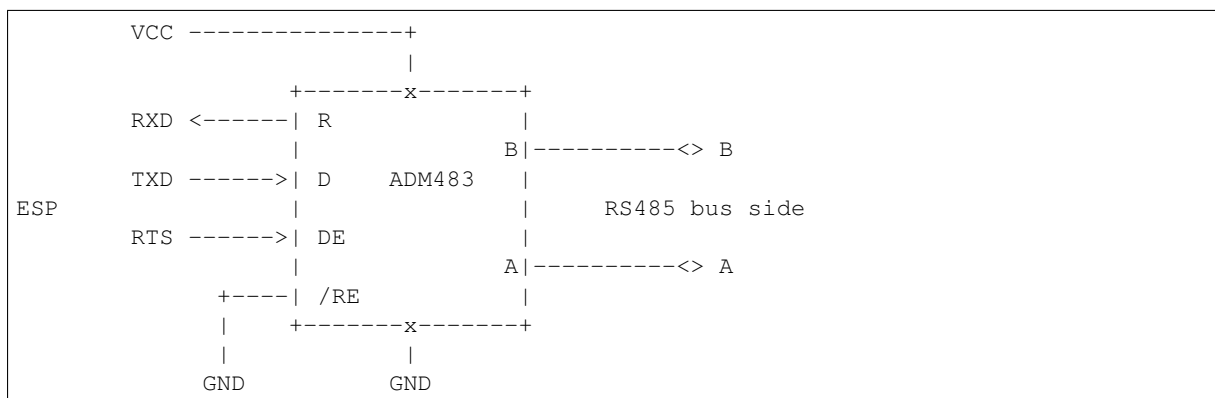 VCC ---------------+
|
+-------x-------+
RXD <------| R |
| B|----------<> B
TXD ------>| D ADM483 |
ESP | | RS485 bus side
RTS ------>| DE |
| A|----------<> A
+----| /RE |
| +-------x-------+
| |
GND GND